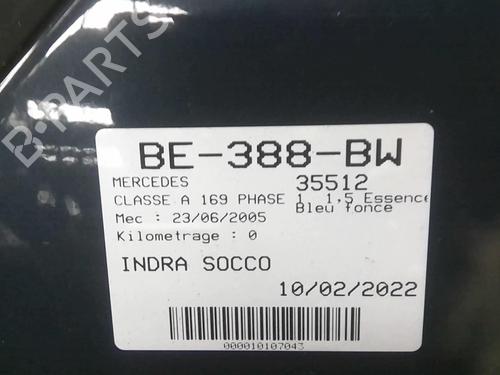 BE-388-BW
MERCEDES 35512
CLASSE A 169 PHASE 1 1,5 Essence
Bleu fonce
Mec : 23/06/2005
Kilometrage : 0
INDRA SOCCO
10/02/2022
000010107043
B-PARTS